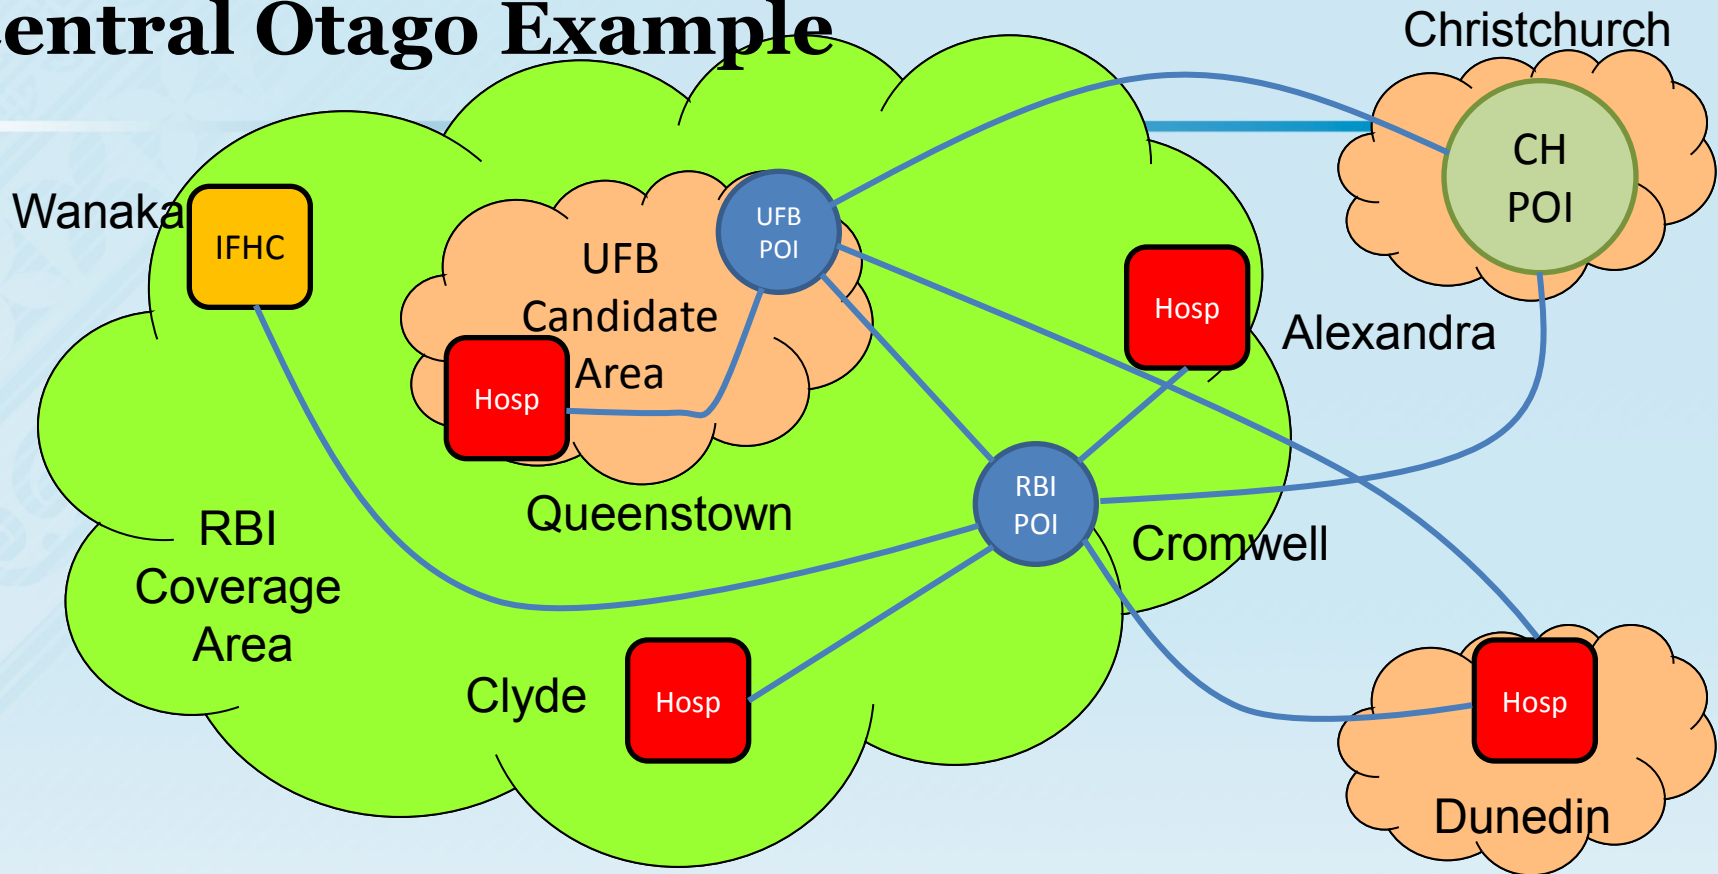 entral Otago Example
Christchurch
CH
POI
Wanaka
IFHC
UFB
POI
UFB
Candidate
Area
Hosp
Hosp
Alexandra
Queenstown
RBI
POI
Cromwell
RBI
Coverage
Area
Clyde
Hosp
Hosp
Dunedin